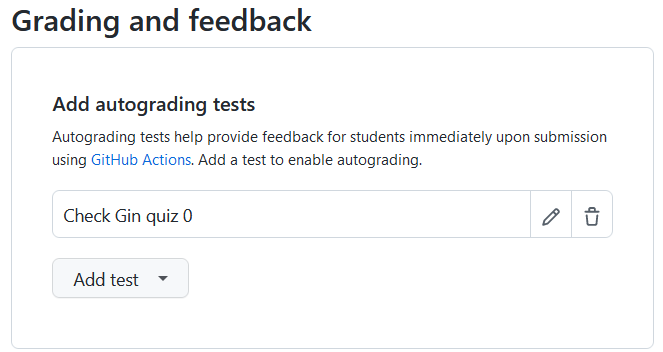 Grading and feedback
Add autograding tests
Autograding tests help provide feedback for students immediately upon submission
using GitHub Actions. Add a test to enable autograding.
Check Gin quiz 0
Add test